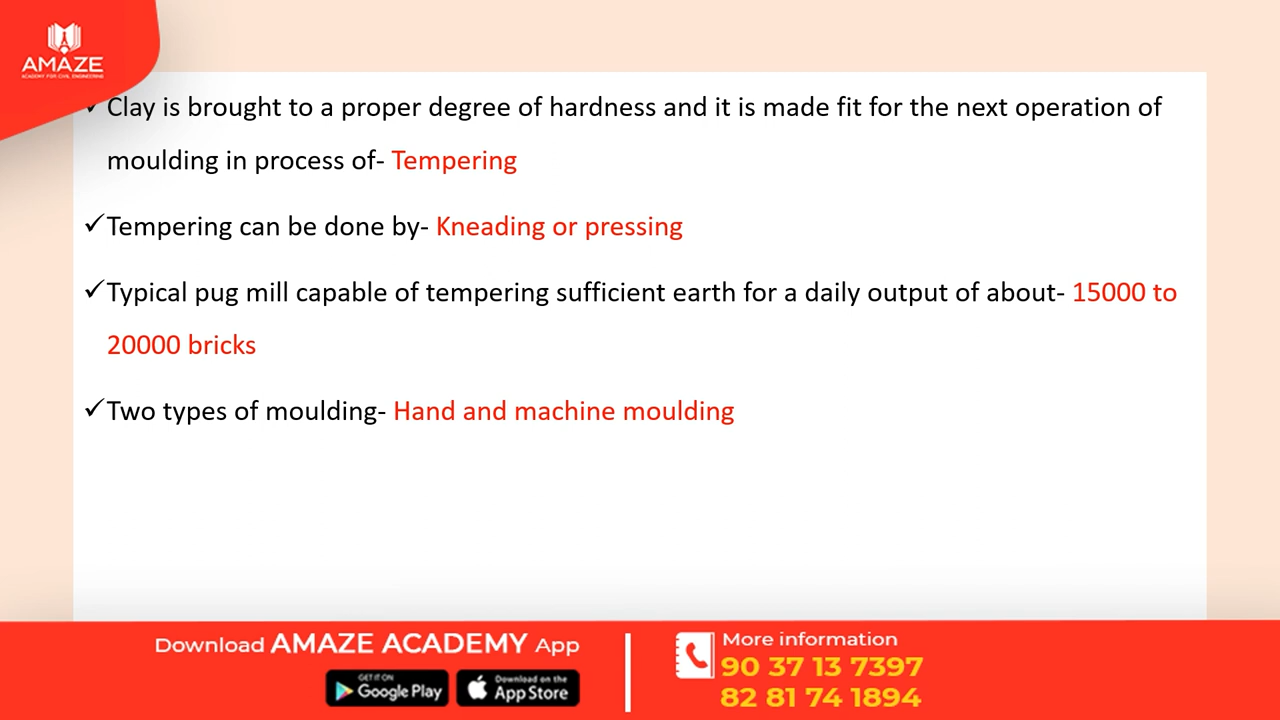 AMAZE
ACADEMY FOR CIVIL ENGINEERING
✓ Clay is brought to a proper degree of hardness and it is made fit for the next operation of
moulding in process of- Tempering
✓ Tempering can be done by- Kneading or pressing
✓ Typical pug mill capable of tempering sufficient earth for a daily output of about- 15000 to
20000 bricks
✓ Two types of moulding- Hand and machine moulding
Download AMAZE ACADEMY App
GET IT ON
Google Play
Download on the
App Store
More information
90 37 13 7397
82 81 74 1894